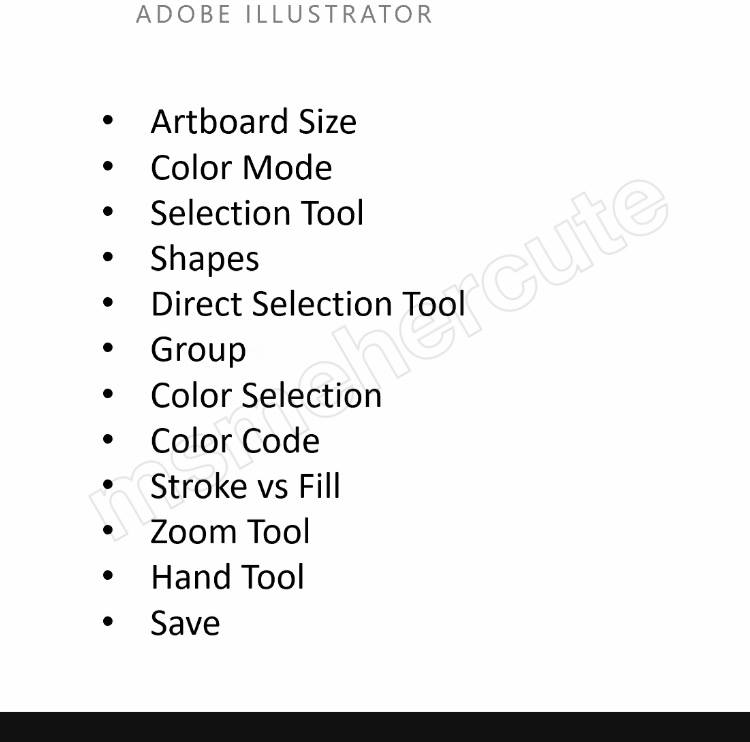 ADOBE ILLUSTRATOR
• Artboard Size
• Color Mode
• Selection Tool
• Shapes
• Direct Selection Tool
• Group
• Color Selection
• Color Code
• Stroke vs Fill
• Zoom Tool
• Hand Tool
• Save
msmehercute